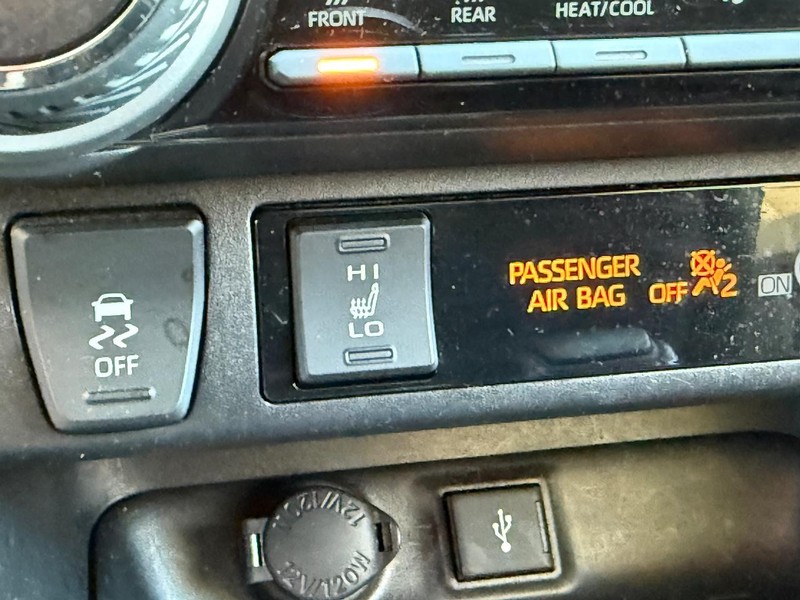 FRONT
REAR
HEAT/COOL
HI
LO
PASSENGER
AIR BAG OFF 2
ON
OFF
12V/120W
12V/120W